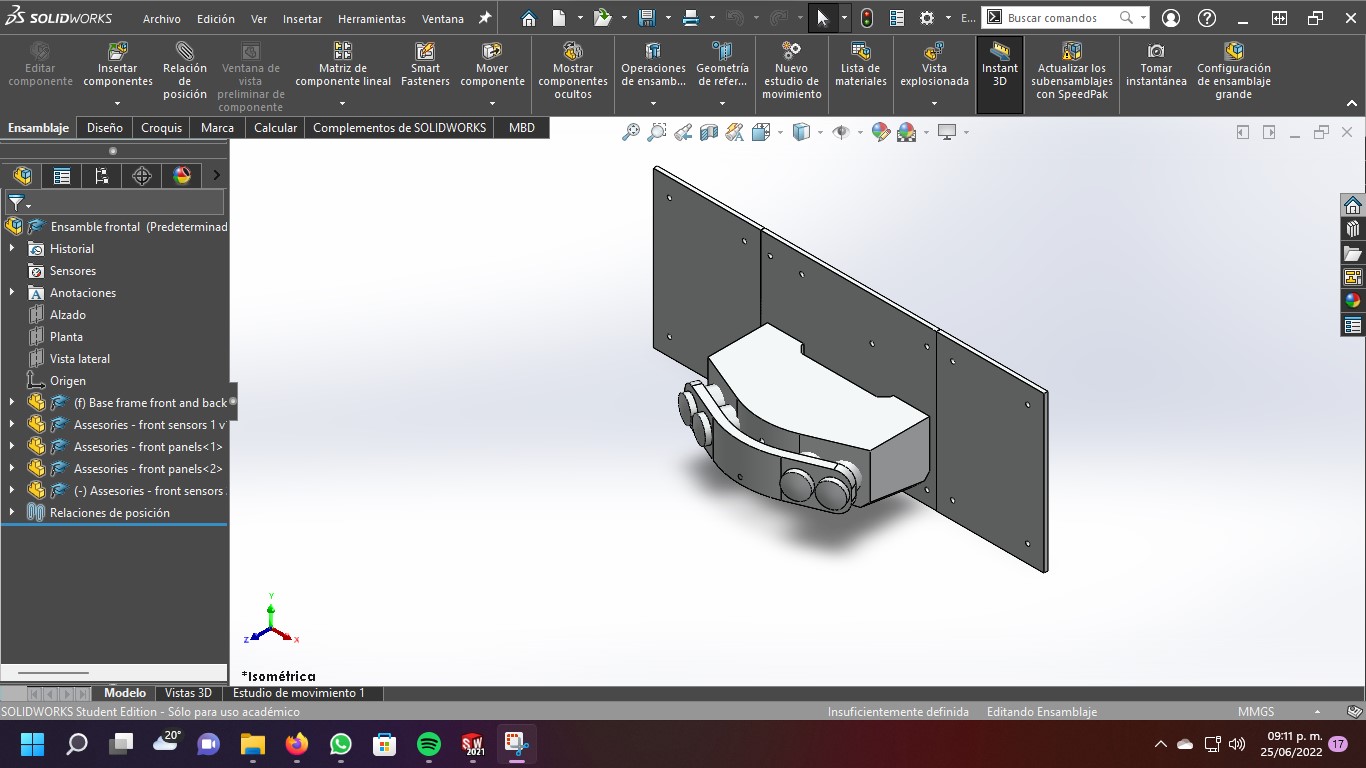 SOLIDWORKS Archivo Edición Ver Insertar Herramientas Ventana E... Buscar comandos
Editar componente
Insertar componentes
Relación de posición
Ventana de vista preliminar de componente
Matriz de componente lineal
Smart Fasteners
Mover componente
Mostrar componentes ocultos
Operaciones de ensamb...
Geometría de refer...
Nuevo estudio de movimiento
Lista de materiales
Vista explosionada
Instant 3D
Actualizar los subensambles con SpeedPak
Tomar instantánea
Configuración de ensamblaje grande
Ensamblaje Diseño Croquis Marca Calcular Complementos de SOLIDWORKS MBD
Ensamble frontal (Predeterminad
Historial
Sensores
Anotaciones
Alzado
Planta
Vista lateral
Origen
(f) Base frame front and back
Assesories - front sensors 1 v
Assesories - front panels<1>
Assesories - front panels<2>
(-) Assesories - front sensors
Relaciones de posición
Y
Z X
*Isométrica
Modelo Vistas 3D Estudio de movimiento 1
SOLIDWORKS Student Edition - Sólo para uso académico Insuficientemente definida Editando Ensamblaje MMGS
20° SW 2021 09:11 p. m. 17
25/06/2022